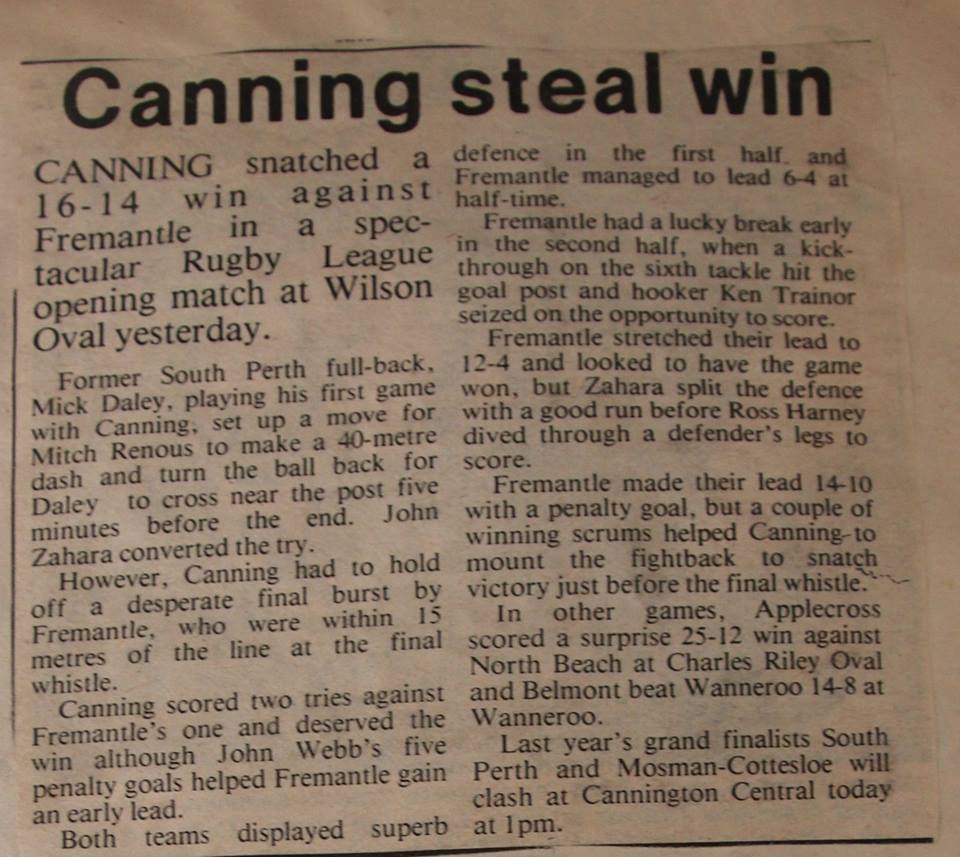 Canning steal win
CANNING snatched a
16-14 win against
Fremantle in a spec-
tacular Rugby League
opening match at Wilson
Oval yesterday.
Former South Perth full-back,
Mick Daley, playing his first game
with Canning, set up a move for
Mitch Renous to make a 40-metre
dash and turn the ball back for
Daley to cross near the post five
minutes before the end. John
Zahara converted the try.
However, Canning had to hold
off a desperate final burst by
Fremantle, who were within 15
metres of the line at the final
whistle.
Canning scored two tries against
Fremantle's one and deserved the
win although John Webb's five
penalty goals helped Fremantle gain
an early lead.
Both teams displayed superb
defence in the first half and
Fremantle managed to lead 6-4 at
half-time.
Fremantle had a lucky break early
in the second half, when a kick-
through on the sixth tackle hit the
goal post and hooker Ken Trainor
seized on the opportunity to score.
Fremantle stretched their lead to
12-4 and looked to have the game
won, but Zahara split the defence
with a good run before Ross Harney
dived through a defender's legs to
score.
Fremantle made their lead 14-10
with a penalty goal, but a couple of
winning scrums helped Canning to
mount the fightback to snatch
victory just before the final whistle.
In other games, Applecross
scored a surprise 25-12 win against
North Beach at Charles Riley Oval
and Belmont beat Wanneroo 14-8 at
Wanneroo.
Last year's grand finalists South
Perth and Mosman-Cottesloe will
clash at Cannington Central today
at 1pm.